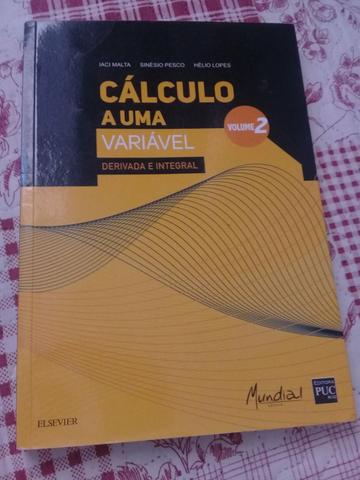 IACI MALTA SINÉSIO PESCO HÉLIO LOPES
CÁLCULO
A UMA
VARIÁVEL
VOLUME 2
DERIVADA E INTEGRAL
Mundial
EDITORA
PUC
RIO
ELSEVIER